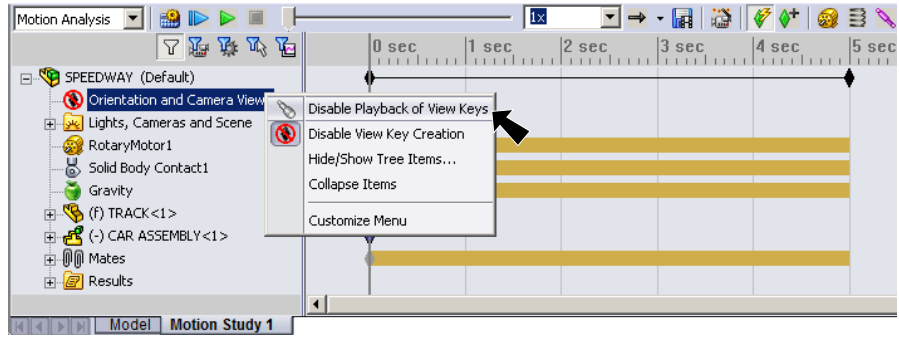 Motion Analysis
1x
0 sec 1 sec 2 sec 3 sec 4 sec 5 sec
SPEEDWAY (Default)
Orientation and Camera View
Lights, Cameras and Scene
RotaryMotor1
Solid Body Contact1
Gravity
(f) TRACK<1>
(-) CAR ASSEMBLY<1>
Mates
Results
Disable Playback of View Keys
Disable View Key Creation
Hide/Show Tree Items...
Collapse Items
Customize Menu
Model Motion Study 1